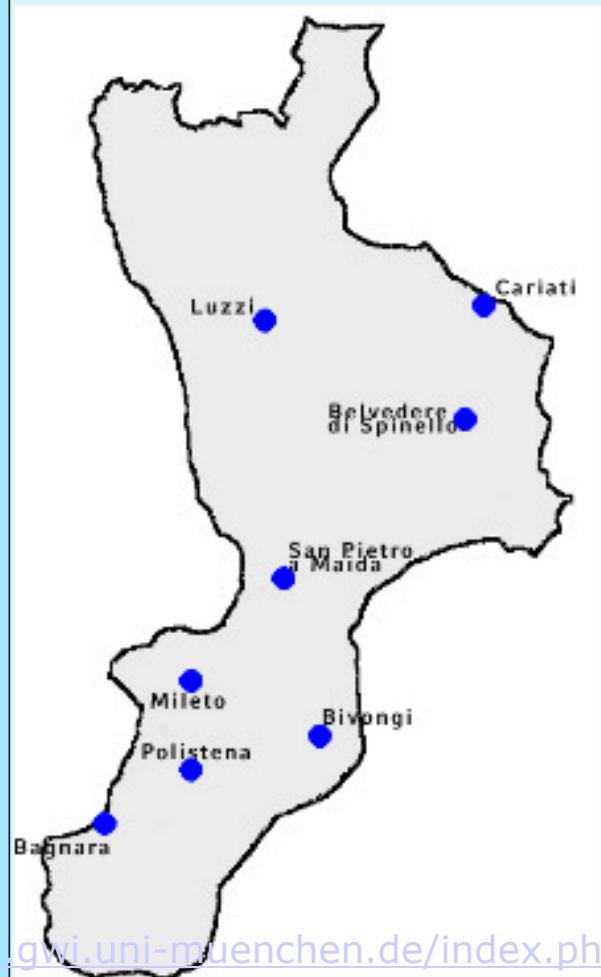 Cariati
Luzzi
Belvedere
di Spinello
San Pietro
a Maida
Mileto
Bivongi
Polistena
Bagnara
.gwi.uni-muenchen.de/index.ph